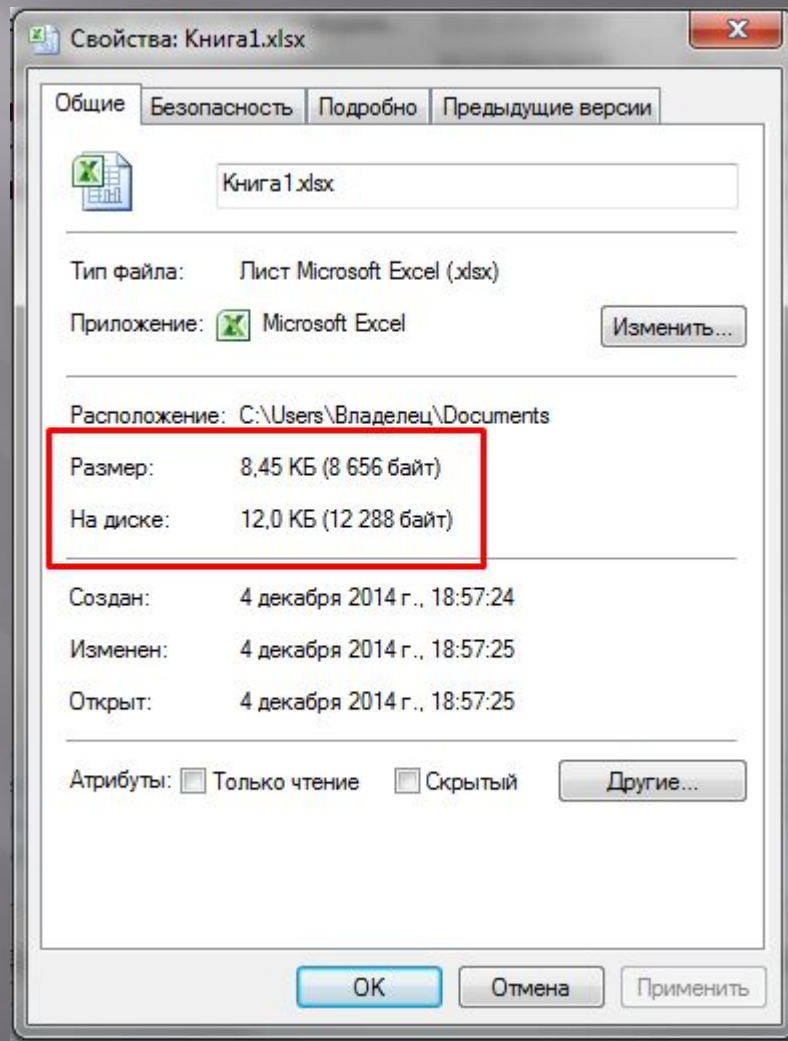 Свойства: Книга1.xlsx
Общие Безопасность Подробно Предыдущие версии
Книга1.xlsx
Тип файла: Лист Microsoft Excel (.xlsx)
Приложение: Microsoft Excel Изменить...
Расположение: C:\Users\Владелец\Documents
Размер: 8,45 КБ (8 656 байт)
На диске: 12,0 КБ (12 288 байт)
Создан: 4 декабря 2014 г., 18:57:24
Изменен: 4 декабря 2014 г., 18:57:25
Открыт: 4 декабря 2014 г., 18:57:25
Атрибуты: Только чтение Скрытый Другие...
OK Отмена Применить